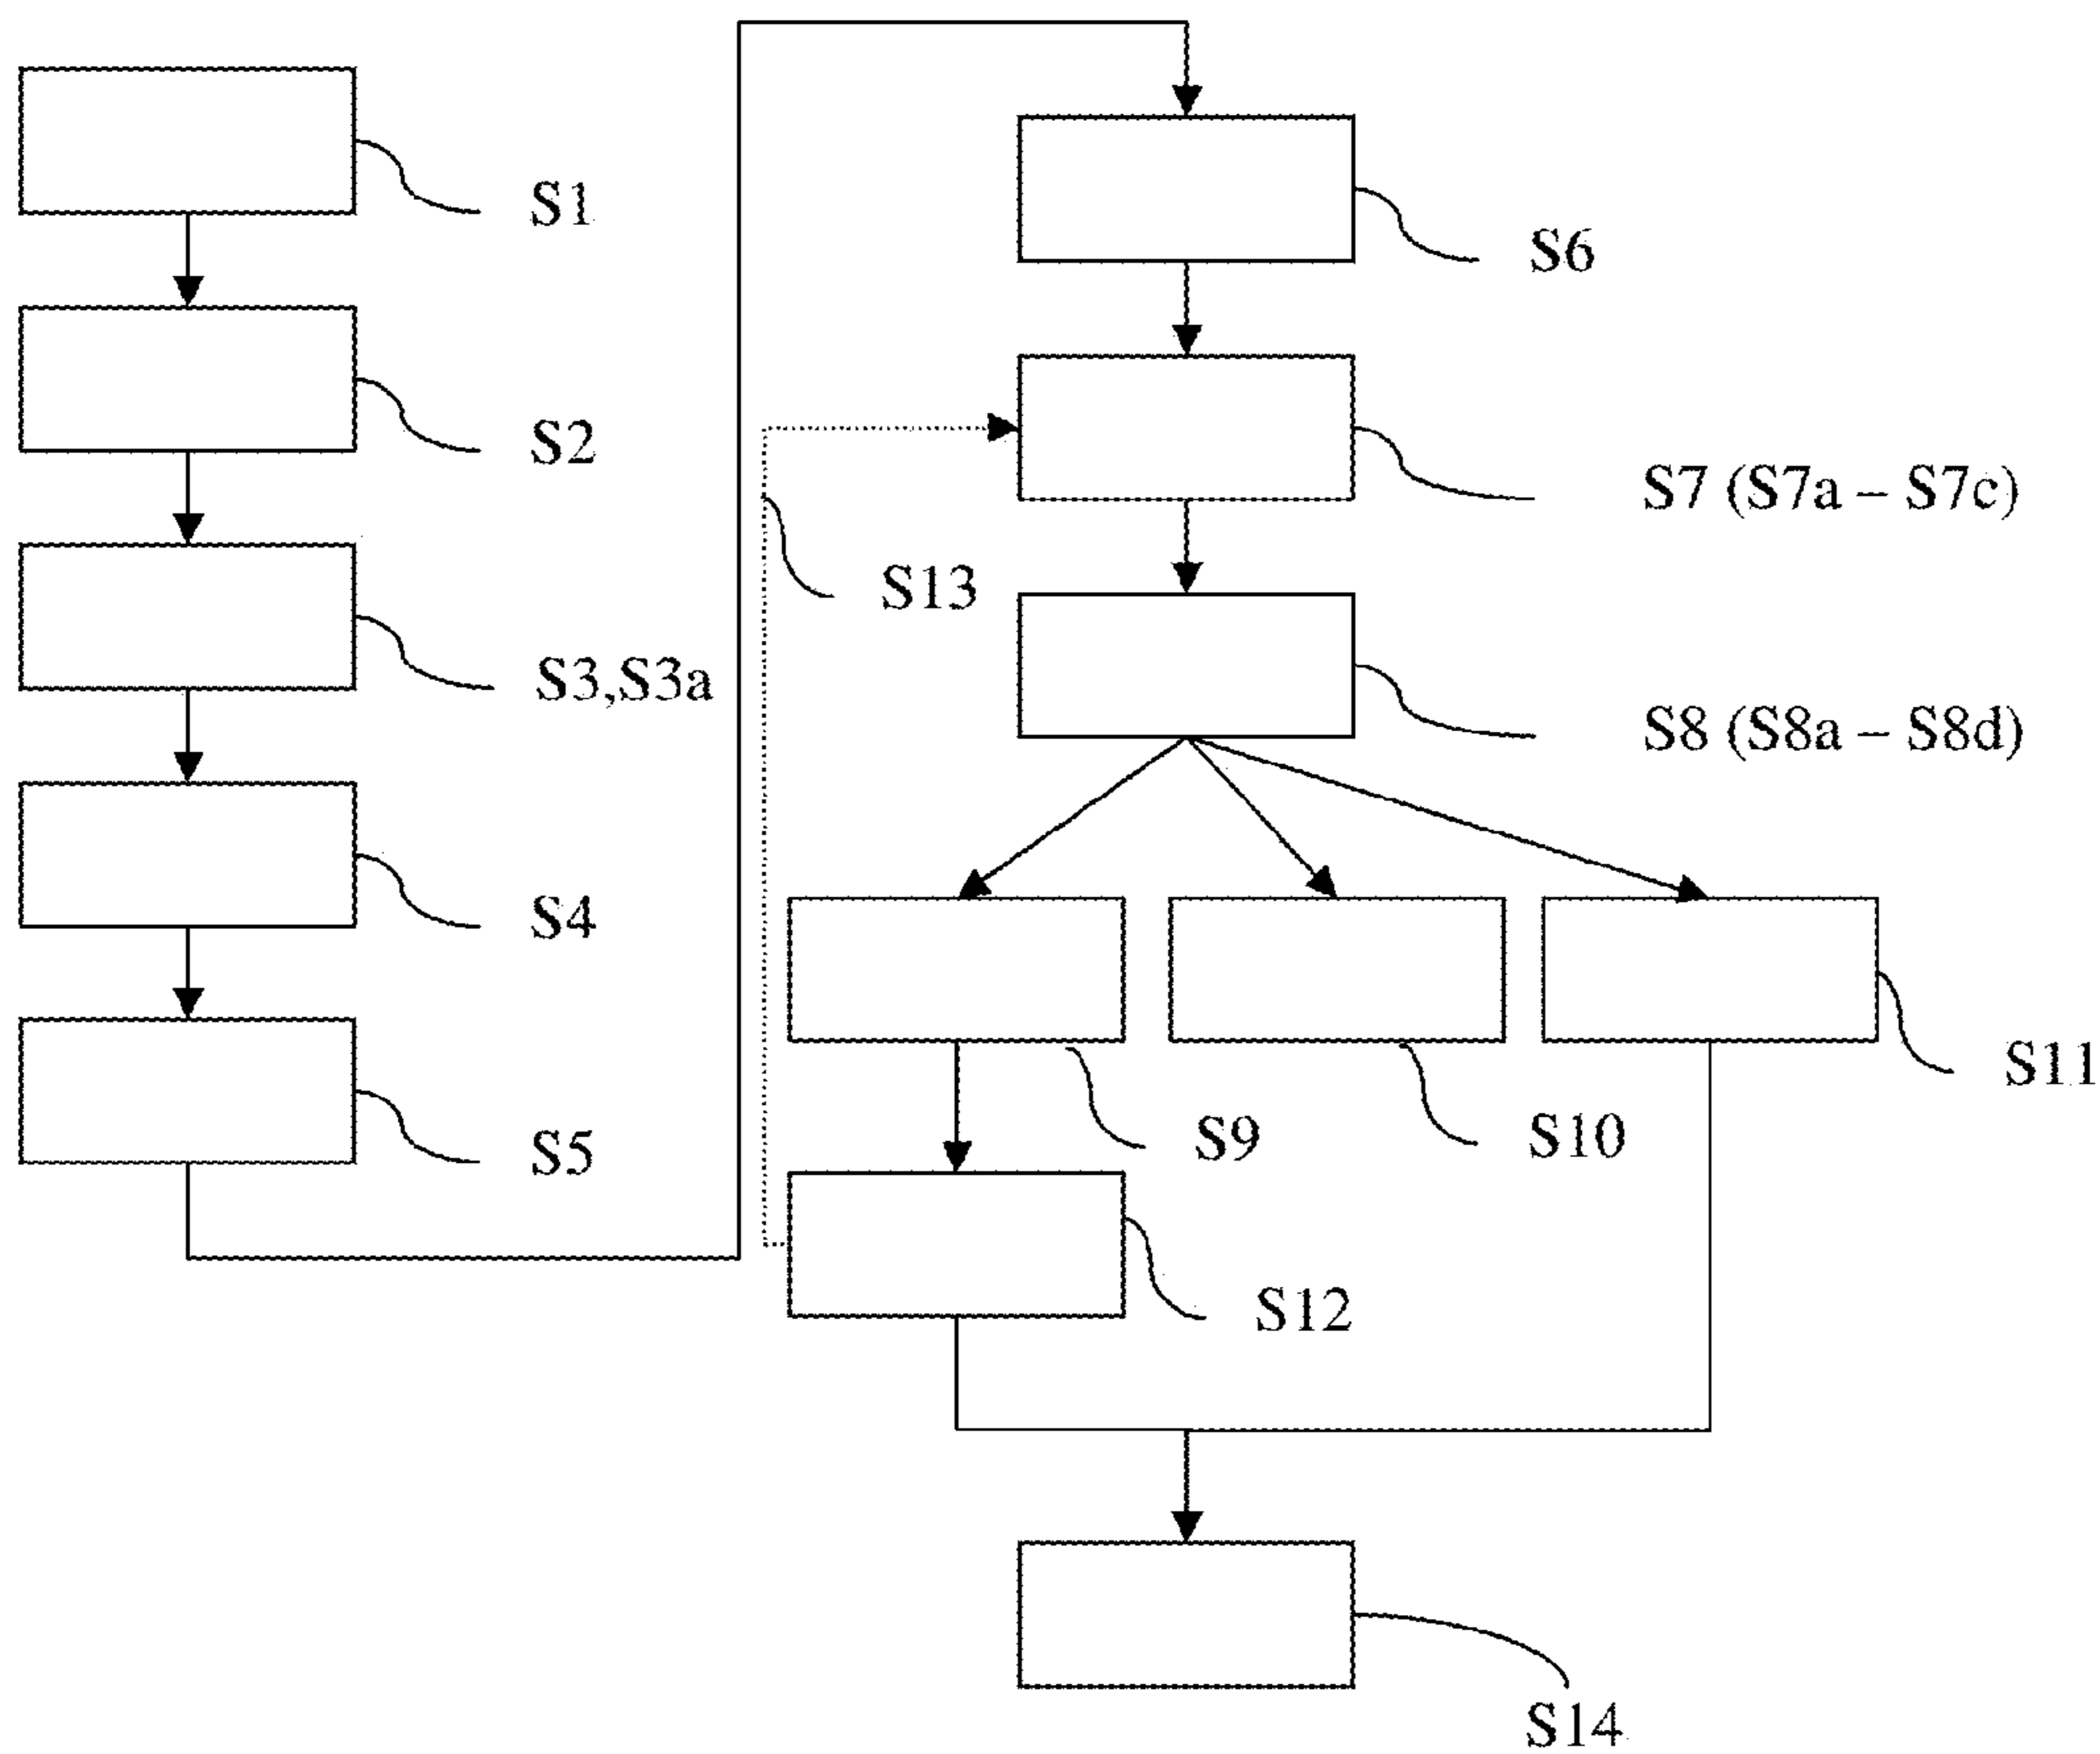 S1
S2
S3,S3a
S4
S5
S6
S7 (S7a – S7c)
S13
S8 (S8a – S8d)
S11
S9
S10
S12
S14